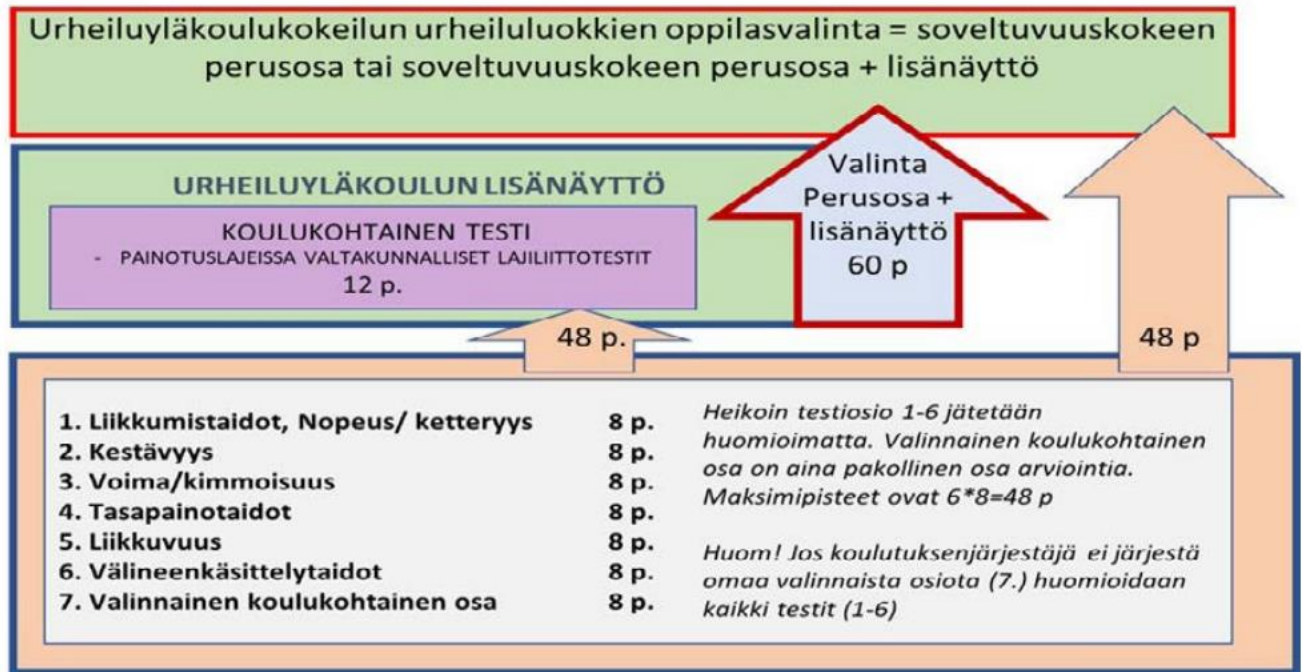 Urheiluyläkoulukokeilun urheiluluokkien oppilasvalinta = soveltuvuuskokeen
perusosa tai soveltuvuuskokeen perusosa + lisänäyttö
URHEILUYLÄKOULUN LISÄNÄYTTÖ
KOULUKOHTAINEN TESTI
- PAINOTUSLAJEISSA VALTAKUNNALLISET LAJILIITTOTESTIT
12 p.
Valinta
Perusosa +
lisänäyttö
60 p
48 p.
48 p
1. Liikkumistaidot, Nopeus/ ketteryys 8 p.
2. Kestävyys 8 p.
3. Voima/kimmoisuus 8 p.
4. Tasapainotaidot 8 p.
5. Liikkuvuus 8 p.
6. Välineenkäsittelytaidot 8 p.
7. Valinnainen koulukohtainen osa 8 p.
Heikoin testiosio 1-6 jätetään
huomioimatta. Valinnainen koulukohtainen
osa on aina pakollinen osa arviointia.
Maksimipisteet ovat 6*8=48 p
Huom! Jos koulutuksenjärjestäjä ei järjestä
omaa valinnaista osiota (7.) huomioidaan
kaikki testit (1-6)